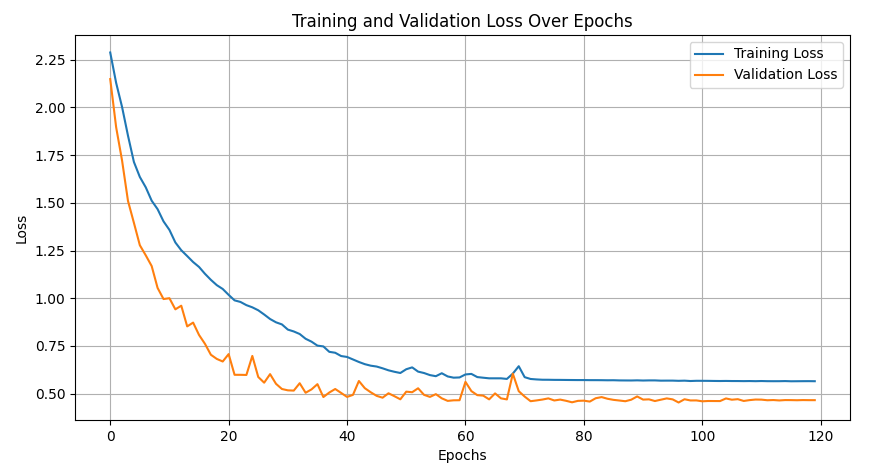 Training and Validation Loss Over Epochs
Training Loss
Validation Loss
2.25
2.00
1.75
1.50
1.25
1.00
0.75
0.50
Loss
0 20 40 60 80 100 120
Epochs